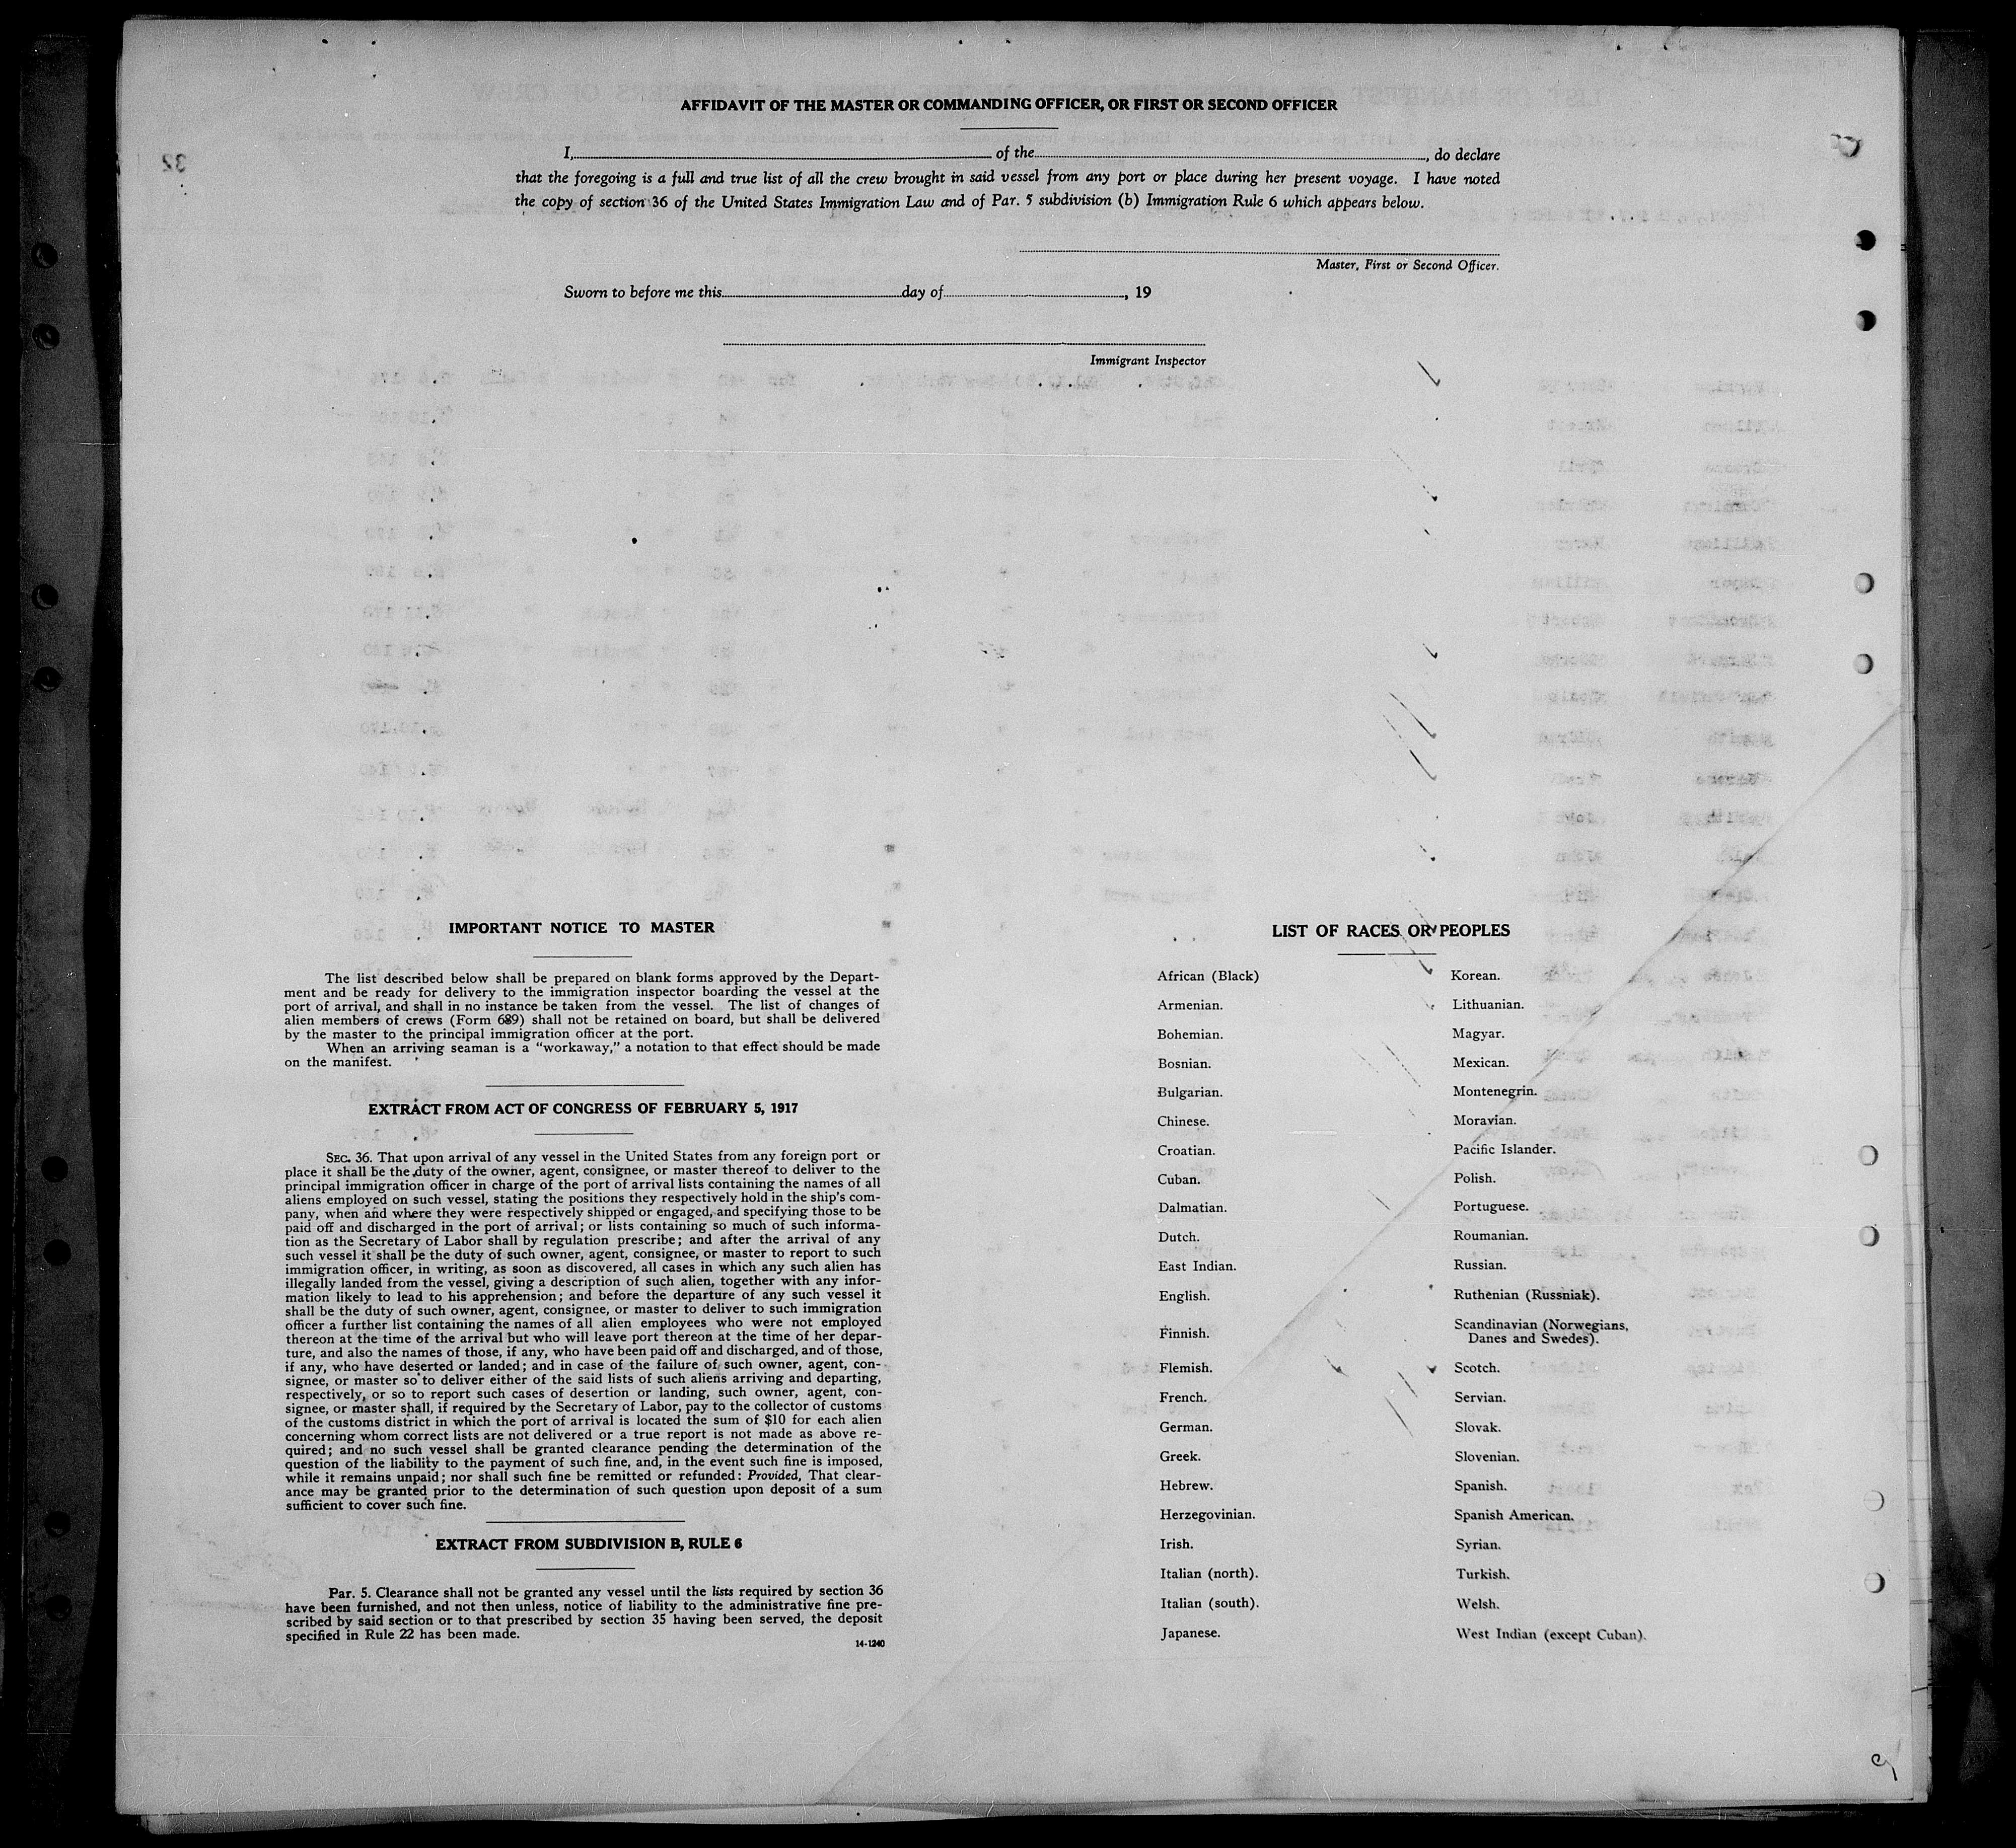 AFFIDAVIT OF THE MASTER OR COMMANDING OFFICER, OR FIRST OR SECOND OFFICER
I, of the , do declare
that the foregoing is a full and true list of all the crew brought in said vessel from any port or place during her present voyage. I have noted
the copy of section 36 of the United States Immigration Law and of Par. 5 subdivision (b) Immigration Rule 6 which appears below.
Master, First or Second Officer.
Sworn to before me this day of , 19
Immigrant Inspector
IMPORTANT NOTICE TO MASTER
The list described below shall be prepared on blank forms approved by the Depart-
ment and be ready for delivery to the immigration inspector boarding the vessel at the
port of arrival, and shall in no instance be taken from the vessel. The list of changes of
alien members of crews (Form 689) shall not be retained on board, but shall be delivered
by the master to the principal immigration officer at the port.
When an arriving seaman is a "workaway," a notation to that effect should be made
on the manifest.
EXTRACT FROM ACT OF CONGRESS OF FEBRUARY 5, 1917
SEC. 36. That upon arrival of any vessel in the United States from any foreign port or
place it shall be the duty of the owner, agent, consignee, or master thereof to deliver to the
principal immigration officer in charge of the port of arrival lists containing the names of all
aliens employed on such vessel, stating the positions they respectively hold in the ship's com-
pany, when and where they were respectively shipped or engaged, and specifying those to be
paid off and discharged in the port of arrival; or lists containing so much of such informa-
tion as the Secretary of Labor shall by regulation prescribe; and after the arrival of any
such vessel it shall be the duty of such owner, agent, consignee, or master to report to such
immigration officer, in writing, as soon as discovered, all cases in which any such alien has
illegally landed from the vessel, giving a description of such alien, together with any infor-
mation likely to lead to his apprehension; and before the departure of any such vessel it
shall be the duty of such owner, agent, consignee, or master to deliver to such immigration
officer a further list containing the names of all alien employees who were not employed
thereon at the time of the arrival but who will leave port thereon at the time of her depar-
ture, and also the names of those, if any, who have been paid off and discharged, and of those,
if any, who have deserted or landed; and in case of the failure of such owner, agent, con-
signee, or master so to deliver either of the said lists of such aliens arriving and departing,
respectively, or so to report such cases of desertion or landing, such owner, agent, con-
signee, or master shall, if required by the Secretary of Labor, pay to the collector of customs
of the customs district in which the port of arrival is located the sum of $10 for each alien
concerning whom correct lists are not delivered or a true report is not made as above re-
quired; and no such vessel shall be granted clearance pending the determination of the
question of the liability to the payment of such fine, and, in the event such fine is imposed,
while it remains unpaid; nor shall such fine be remitted or refunded: Provided, That clear-
ance may be granted prior to the determination of such question upon deposit of a sum
sufficient to cover such fine.
EXTRACT FROM SUBDIVISION B, RULE 6
Par. 5. Clearance shall not be granted any vessel until the lists required by section 36
have been furnished, and not then unless, notice of liability to the administrative fine pre-
scribed by said section or to that prescribed by section 35 having been served, the deposit
specified in Rule 22 has been made.
14-1240
LIST OF RACES OR PEOPLES
African (Black)
Armenian.
Bohemian.
Bosnian.
Bulgarian.
Chinese.
Croatian.
Cuban.
Dalmatian.
Dutch.
East Indian.
English.
Finnish.
Flemish.
French.
German.
Greek.
Hebrew.
Herzegovinian.
Irish.
Italian (north).
Italian (south).
Japanese.
Korean.
Lithuanian.
Magyar.
Mexican.
Montenegrin.
Moravian.
Pacific Islander.
Polish.
Portuguese.
Roumanian.
Russian.
Ruthenian (Russniak).
Scandinavian (Norwegians,
Danes and Swedes).
Scotch.
Servian.
Slovak.
Slovenian.
Spanish.
Spanish American.
Syrian.
Turkish.
Welsh.
West Indian (except Cuban).